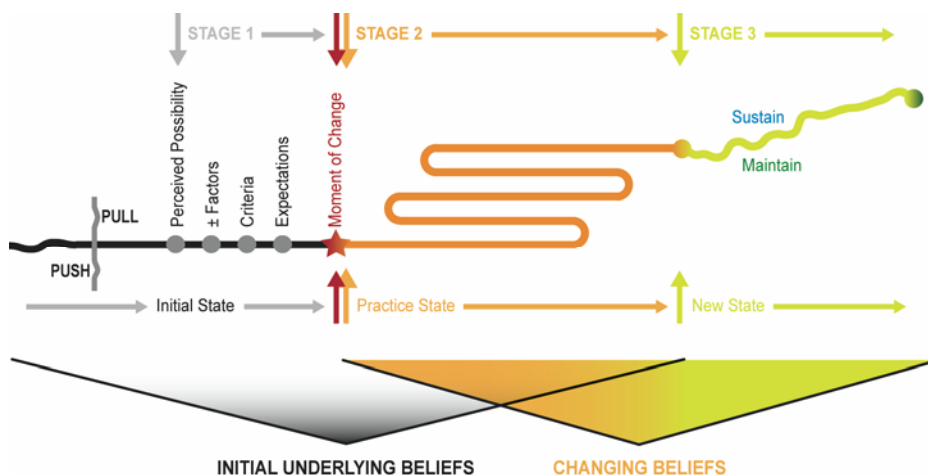 STAGE 1
STAGE 2
STAGE 3
Perceived Possibility
± Factors
Criteria
Expectations
Moment of Change
Sustain
Maintain
PULL
PUSH
Initial State
Practice State
New State
INITIAL UNDERLYING BELIEFS
CHANGING BELIEFS